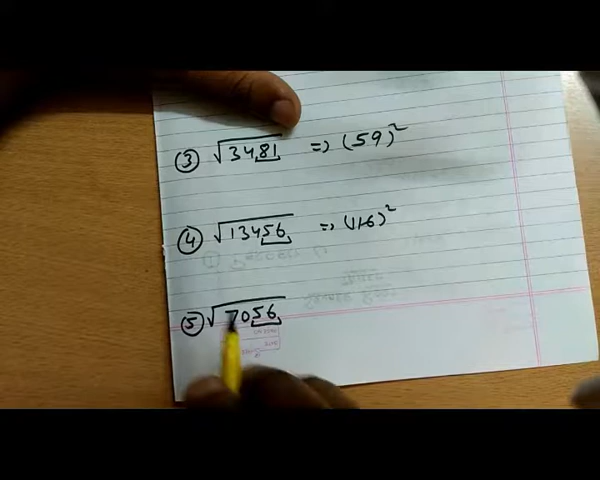 ③ √3481 => (59)²
④ √13456 => (116)²
⑤ √7056